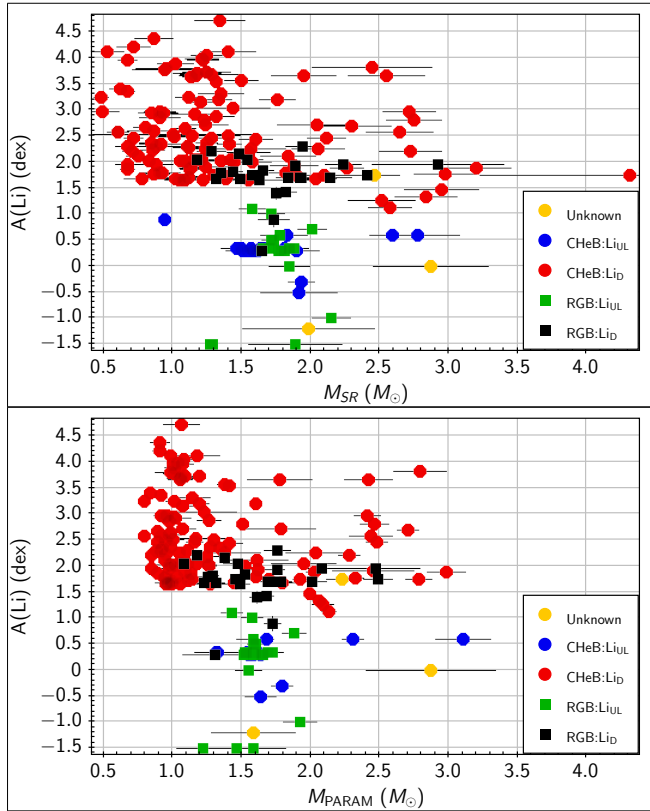 4.5
4.0
3.5
3.0
2.5
2.0
1.5
1.0
0.5
0
−0.5
−1.0
−1.5
A(Li) (dex)
0.5 1.0 1.5 2.0 2.5 3.0 3.5 4.0
M_SR (M_⊙)
Unknown
CHeB:Li_UL
CHeB:Li_D
RGB:Li_UL
RGB:Li_D
4.5
4.0
3.5
3.0
2.5
2.0
1.5
1.0
0.5
0
−0.5
−1.0
−1.5
A(Li) (dex)
0.5 1.0 1.5 2.0 2.5 3.0 3.5 4.0
M_PARAM (M_⊙)
Unknown
CHeB:Li_UL
CHeB:Li_D
RGB:Li_UL
RGB:Li_D